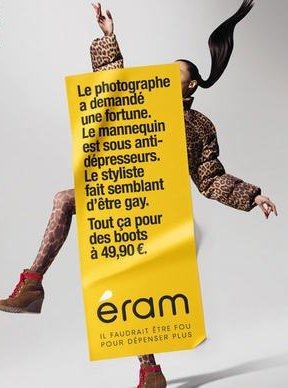 Le photographe
a demandé
une fortune.
Le mannequin
est sous anti-
dépresseurs.
Le styliste
fait semblant
d'être gay.
Tout ça pour
des boots
à 49,90 €.
éram
IL FAUDRAIT ÊTRE FOU
POUR DÉPENSER PLUS